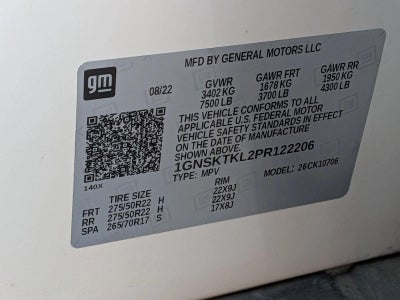 MFD BY GENERAL MOTORS LLC
gm
08/22
GVWR GAWR FRT GAWR RR
3402 KG 1678 KG 1950 KG
7500 LB 3700 LB 4300 LB
THIS VEHICLE CONFORMS TO ALL
APPLICABLE U.S. FEDERAL MOTOR
VEHICLE SAFETY STANDARDS IN EFFECT
ON THE DATE OF MANUFACTURE
SHOWN ABOVE.
1GNSKTKL2PR122206
140X
TYPE: MPV MODEL: 26CK10706
TIRE SIZE RIM
FRT 275/50R22 H 22X9J
RR 275/50R22 H 22X9J
SPA 265/70R17 S 17X8J